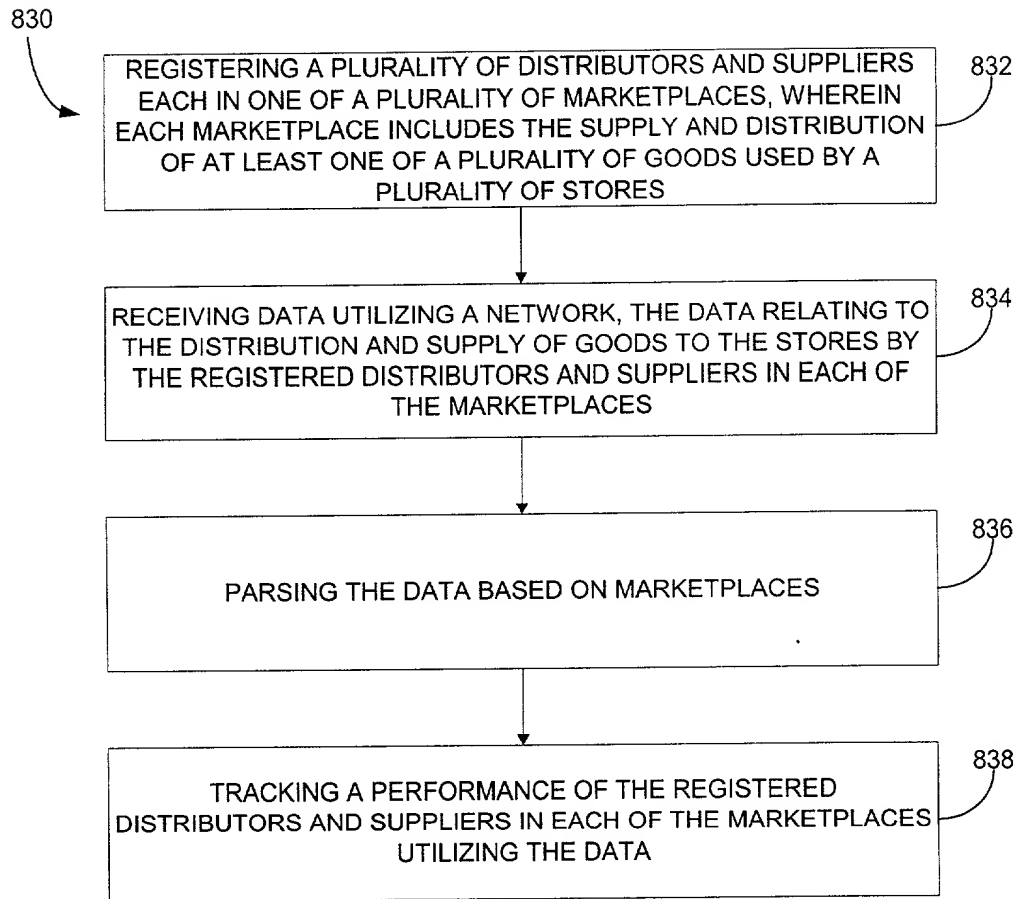 830
REGISTERING A PLURALITY OF DISTRIBUTORS AND SUPPLIERS
EACH IN ONE OF A PLURALITY OF MARKETPLACES, WHEREIN
EACH MARKETPLACE INCLUDES THE SUPPLY AND DISTRIBUTION
OF AT LEAST ONE OF A PLURALITY OF GOODS USED BY A
PLURALITY OF STORES
832
RECEIVING DATA UTILIZING A NETWORK, THE DATA RELATING TO
THE DISTRIBUTION AND SUPPLY OF GOODS TO THE STORES BY
THE REGISTERED DISTRIBUTORS AND SUPPLIERS IN EACH OF
THE MARKETPLACES
834
PARSING THE DATA BASED ON MARKETPLACES
836
TRACKING A PERFORMANCE OF THE REGISTERED
DISTRIBUTORS AND SUPPLIERS IN EACH OF THE MARKETPLACES
UTILIZING THE DATA
838